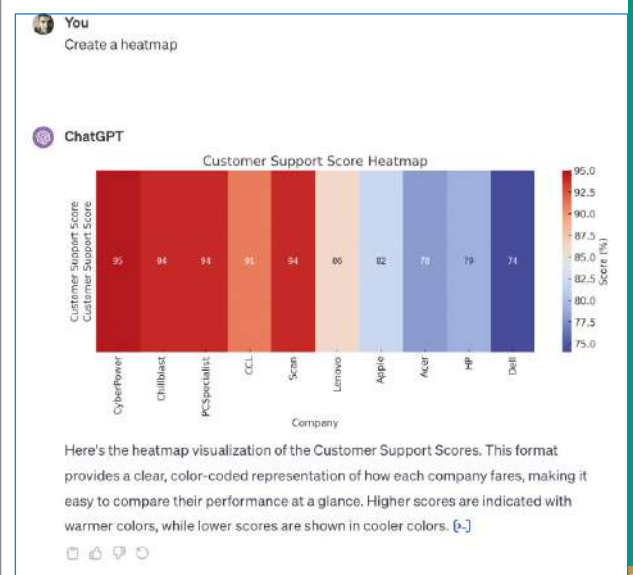 You
Create a heatmap
ChatGPT
Customer Support Score Heatmap
Customer Support Score
Customer Support Score
95 94 94 91 94 86 82 78 79 74
CyberPower Chillblast PCSpecialist CCL Scan Lenovo Apple Acer HP Dell
Company
95.0
92.5
90.0
87.5
85.0
82.5
80.0
77.5
75.0
Score (%)
Here's the heatmap visualization of the Customer Support Scores. This format
provides a clear, color-coded representation of how each company fares, making it
easy to compare their performance at a glance. Higher scores are indicated with
warmer colors, while lower scores are shown in cooler colors. [>-]